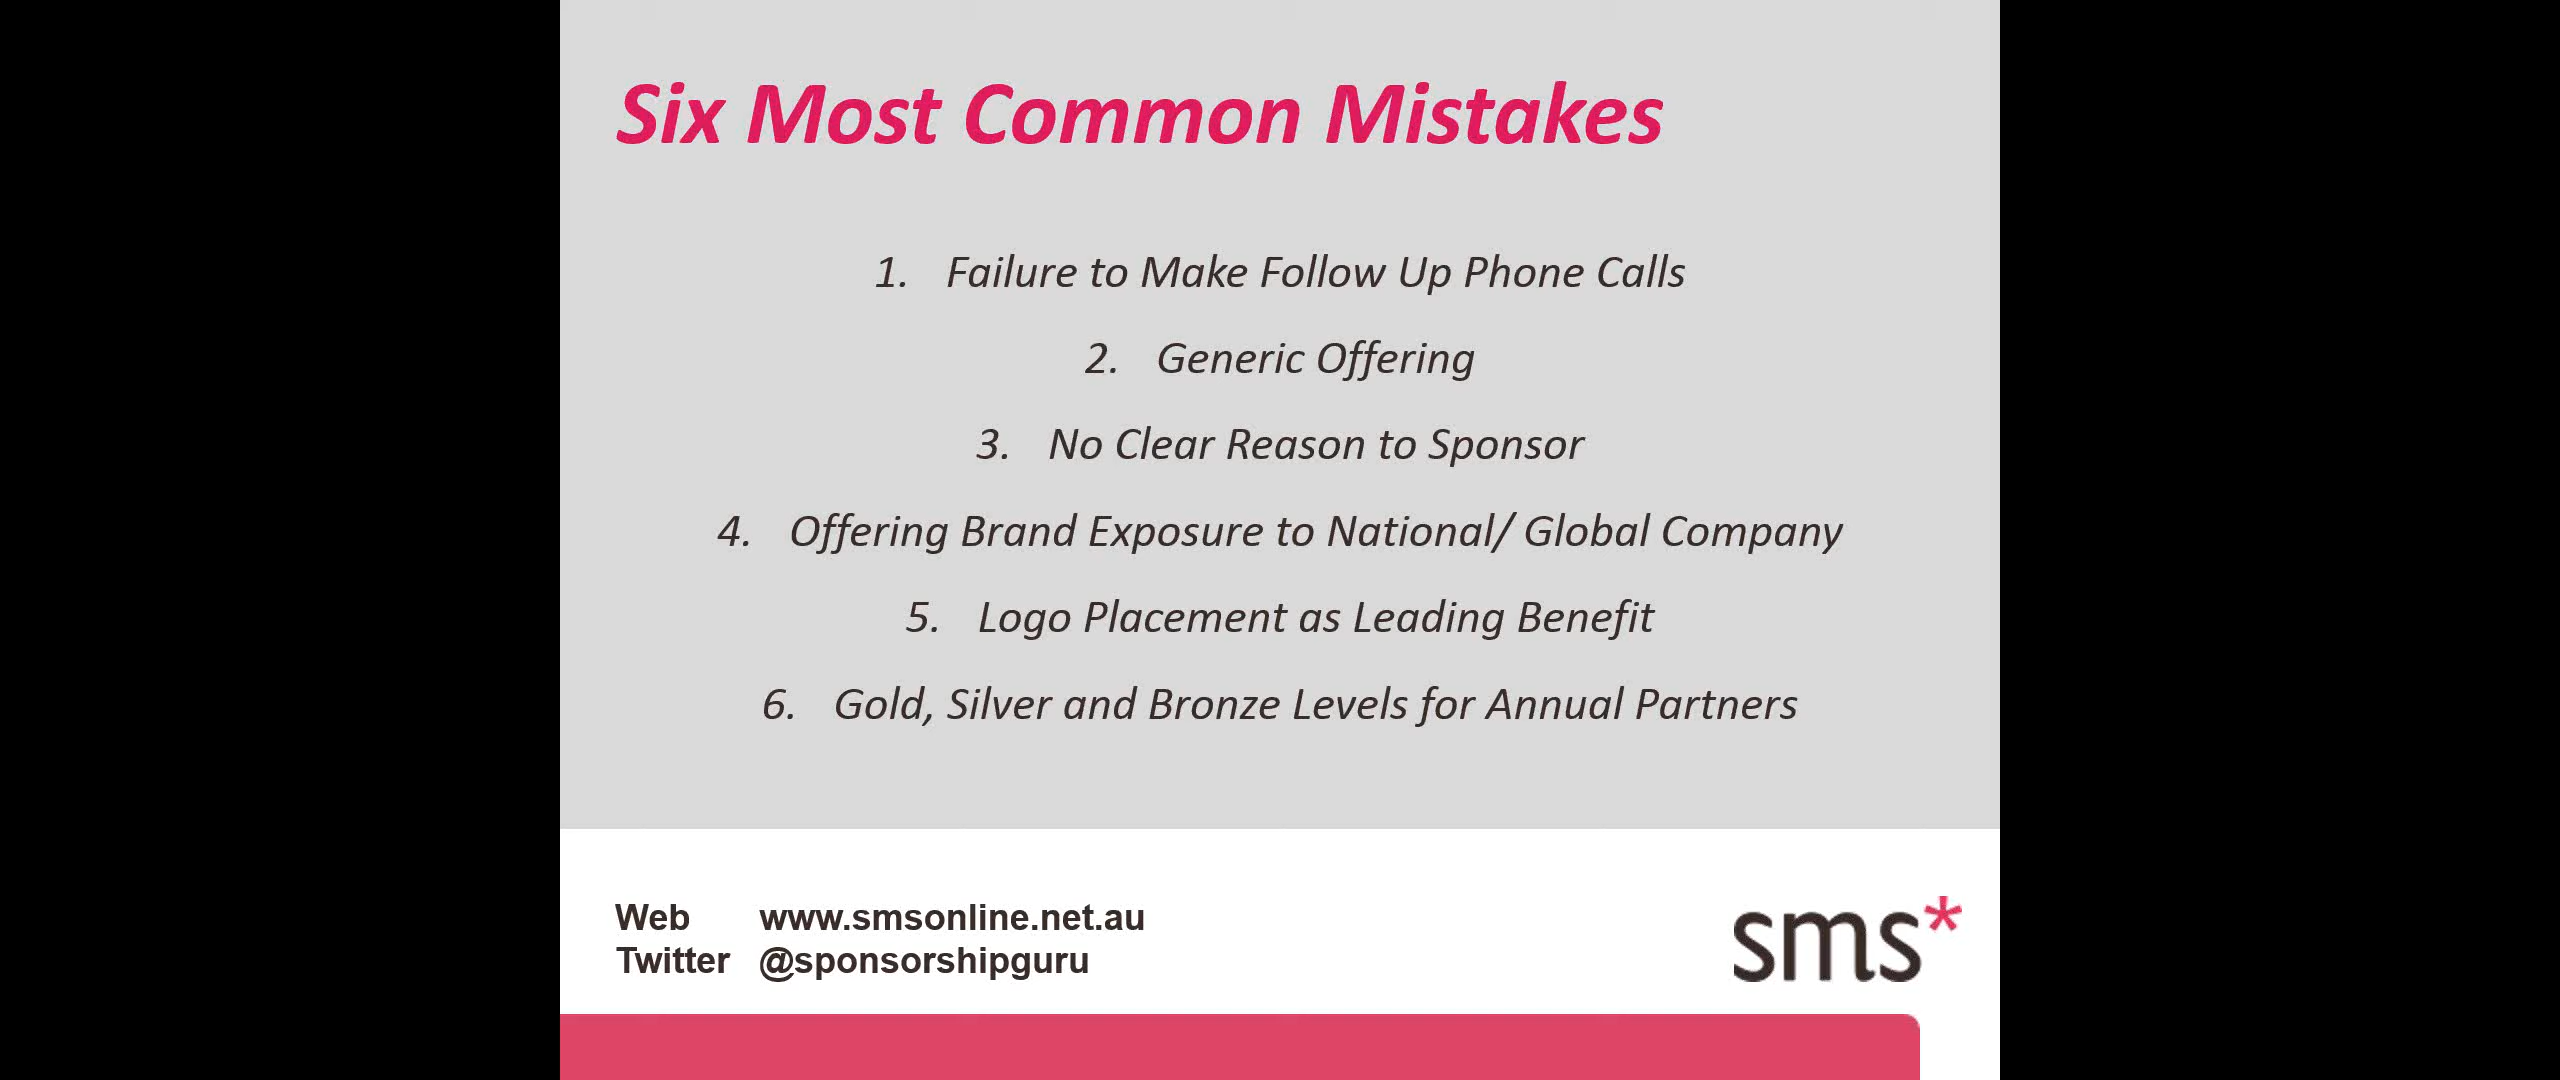 Six Most Common Mistakes
1. Failure to Make Follow Up Phone Calls
2. Generic Offering
3. No Clear Reason to Sponsor
4. Offering Brand Exposure to National/ Global Company
5. Logo Placement as Leading Benefit
6. Gold, Silver and Bronze Levels for Annual Partners
Web www.smsonline.net.au
Twitter @sponsorshipguru
sms*